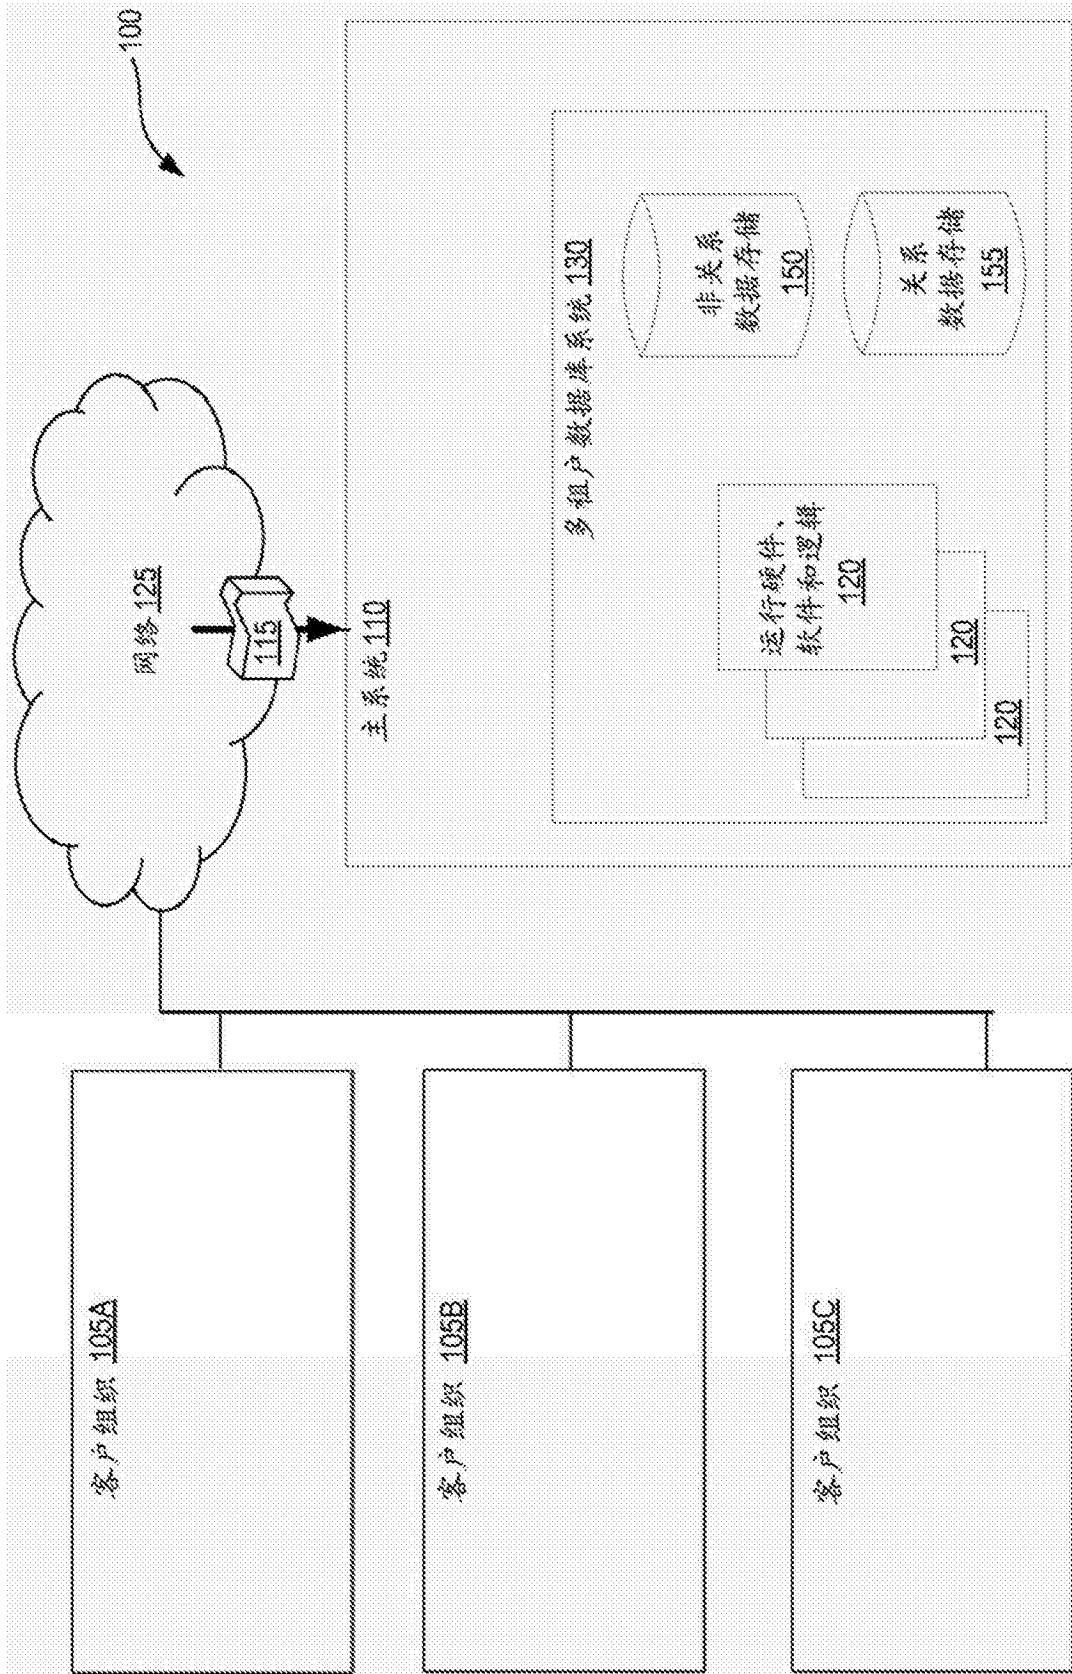 100
网络 125
115
主系统 110
多租户数据库系统 130
运行硬件、
软件和逻辑
120
120
120
非关系
数据存储
150
关系
数据存储
155
客户组织 105A
客户组织 105B
客户组织 105C